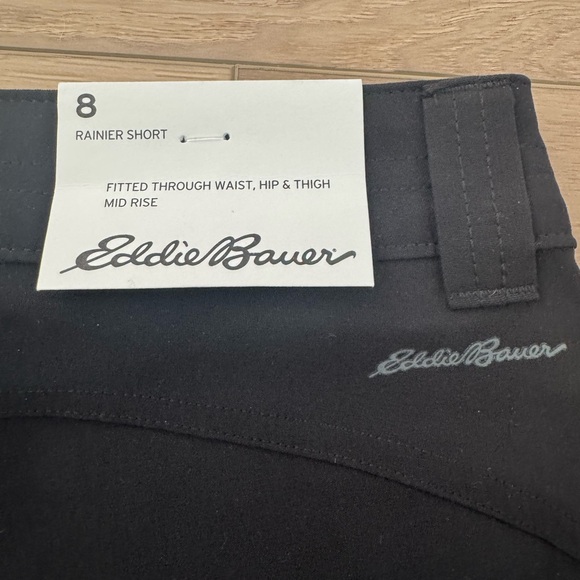 8
RAINIER SHORT
FITTED THROUGH WAIST, HIP & THIGH
MID RISE
Eddie Bauer
Eddie Bauer